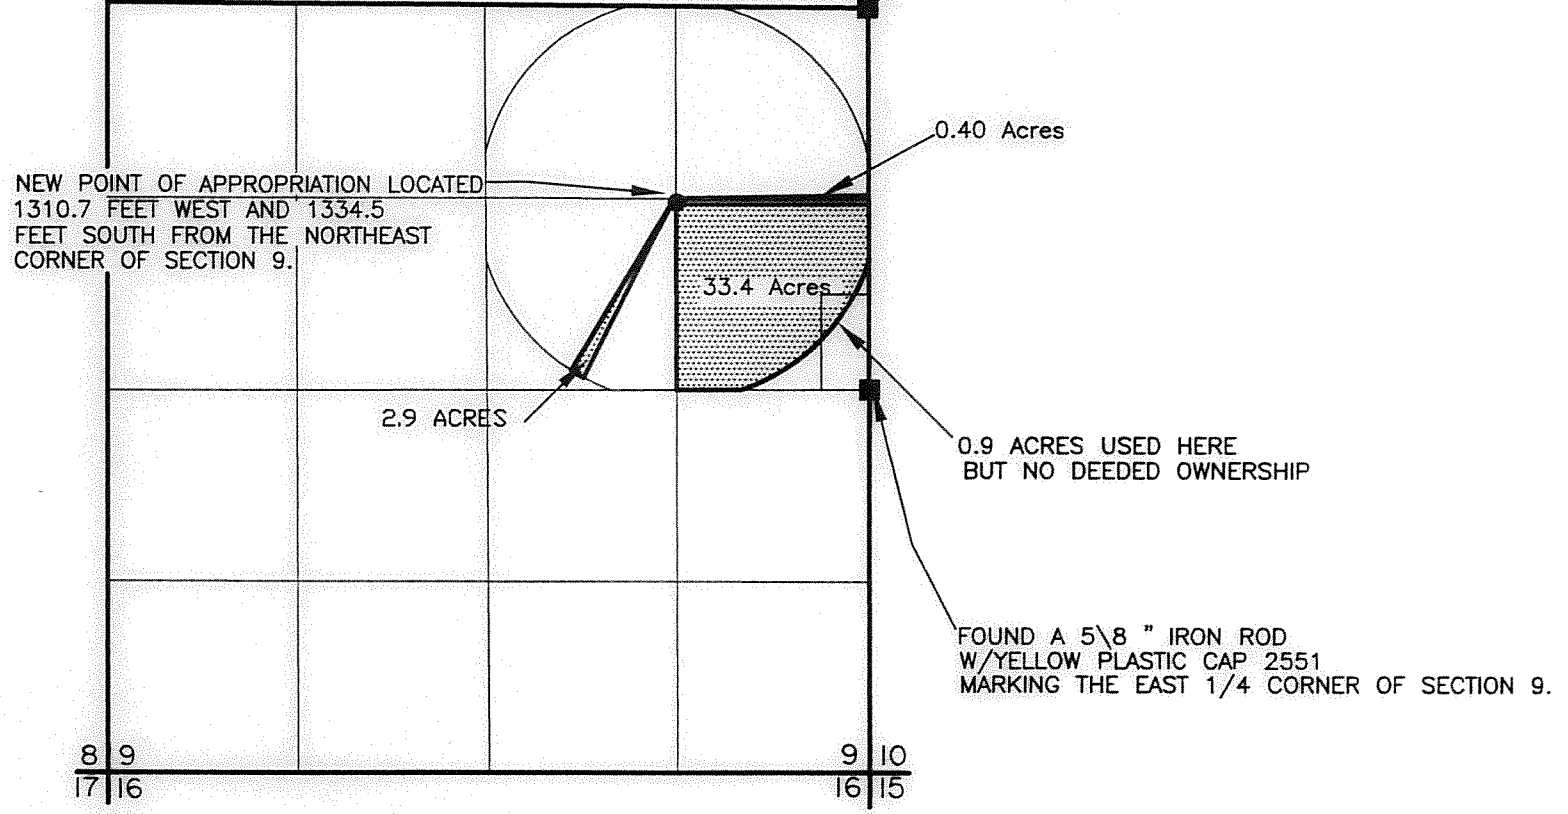 0.40 Acres
NEW POINT OF APPROPRIATION LOCATED
1310.7 FEET WEST AND 1334.5
FEET SOUTH FROM THE NORTHEAST
CORNER OF SECTION 9.
33.4 Acres
2.9 ACRES
0.9 ACRES USED HERE
BUT NO DEEDED OWNERSHIP
FOUND A 5\8 " IRON ROD
W/YELLOW PLASTIC CAP 2551
MARKING THE EAST 1/4 CORNER OF SECTION 9.
8 9
9 10
17 16
16 15